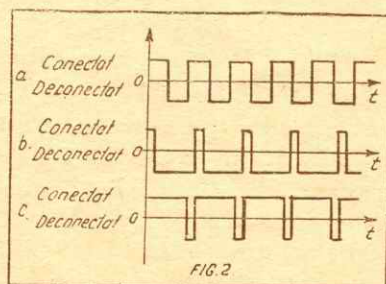 a. Conectat
Deconectat 0 t
b. Conectat
Deconectat 0 t
c. Conectat
Deconectat 0 t
FIG.2